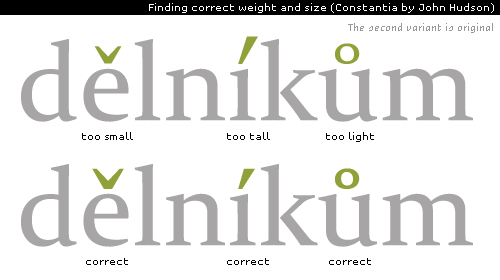 Finding correct weight and size (Constantia by John Hudson)
The second variant is original
dělníkům
too small too tall too light
dělníkům
correct correct correct